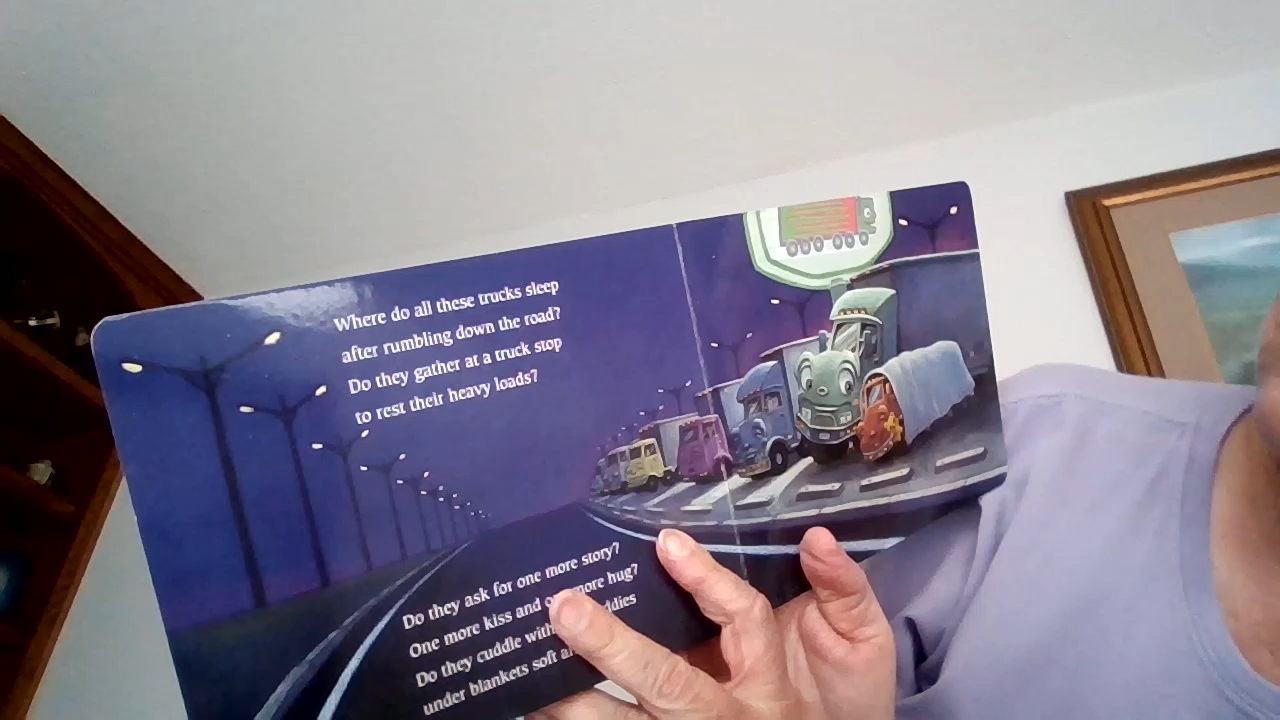 Where do all these trucks sleep
after rumbling down the road?
Do they gather at a truck stop
to rest their heavy loads?
Do they ask for one more story?
One more kiss and one more hug?
Do they cuddle with
under blankets soft